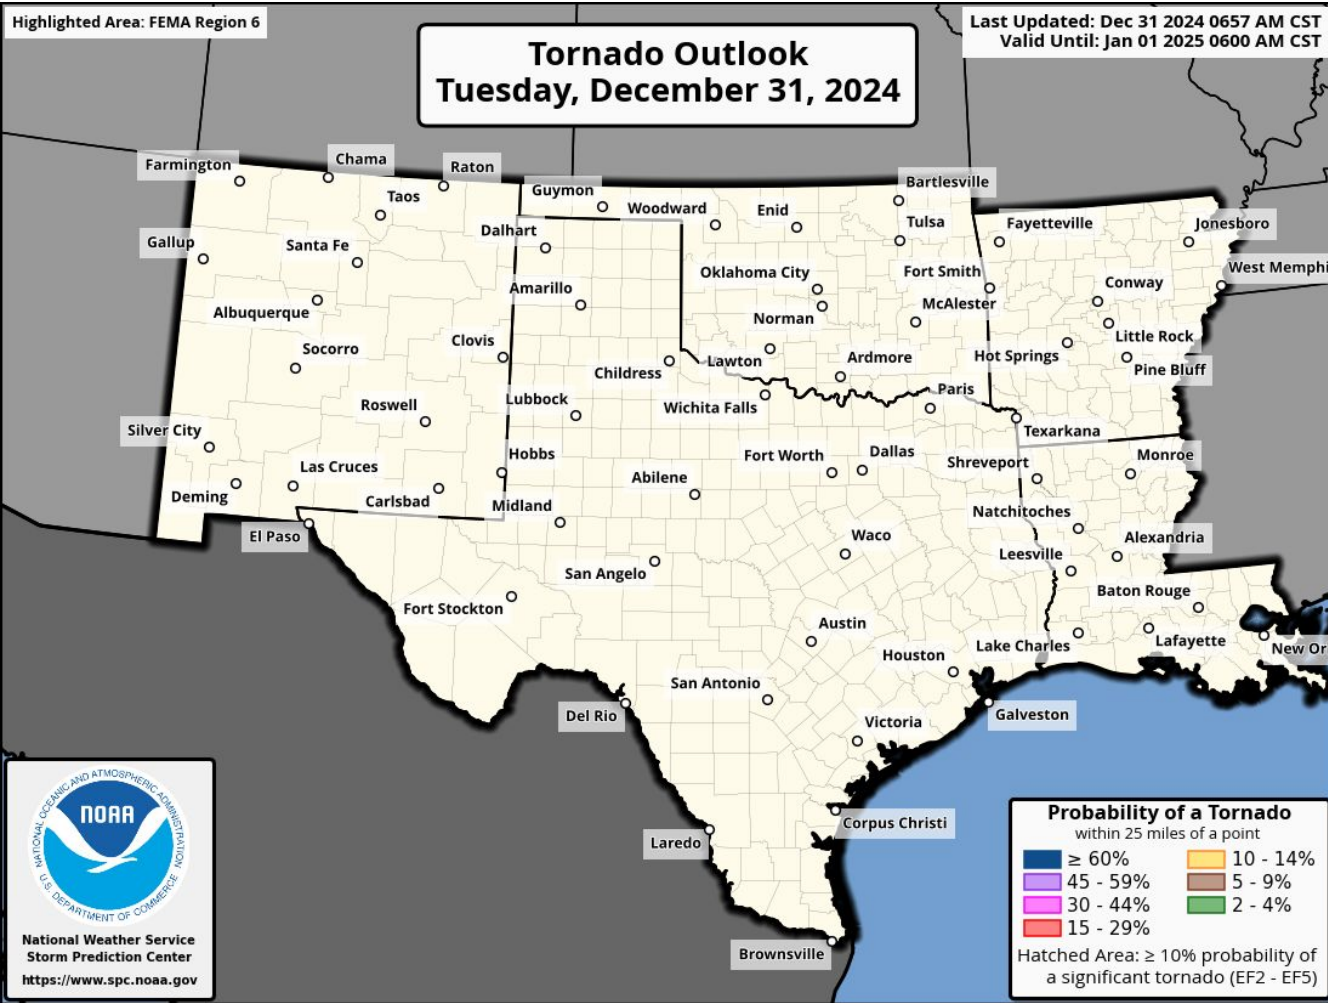 Highlighted Area: FEMA Region 6
Last Updated: Dec 31 2024 0657 AM CST
Valid Until: Jan 01 2025 0600 AM CST
Tornado Outlook
Tuesday, December 31, 2024
Farmington
Chama
Raton
Taos
Guymon
Woodward
Enid
Bartlesville
Tulsa
Fayetteville
Jonesboro
Gallup
Santa Fe
Dalhart
Oklahoma City
Fort Smith
West Memphi
Amarillo
McAlester
Conway
Albuquerque
Norman
Little Rock
Socorro
Clovis
Childress
Lawton
Ardmore
Hot Springs
Pine Bluff
Roswell
Lubbock
Wichita Falls
Paris
Texarkana
Silver City
Las Cruces
Hobbs
Abilene
Fort Worth
Dallas
Shreveport
Monroe
Deming
Carlsbad
Midland
Natchitoches
El Paso
Waco
Leesville
Alexandria
San Angelo
Baton Rouge
Fort Stockton
Austin
Lake Charles
Lafayette
New Or
Houston
San Antonio
Del Rio
Victoria
Galveston
Laredo
Corpus Christi
Brownsville
NATIONAL OCEANIC AND ATMOSPHERIC ADMINISTRATION
NOAA
U.S. DEPARTMENT OF COMMERCE
National Weather Service
Storm Prediction Center
https://www.spc.noaa.gov
Probability of a Tornado
within 25 miles of a point
≥ 60%
10 - 14%
45 - 59%
5 - 9%
30 - 44%
2 - 4%
15 - 29%
Hatched Area: ≥ 10% probability of
a significant tornado (EF2 - EF5)